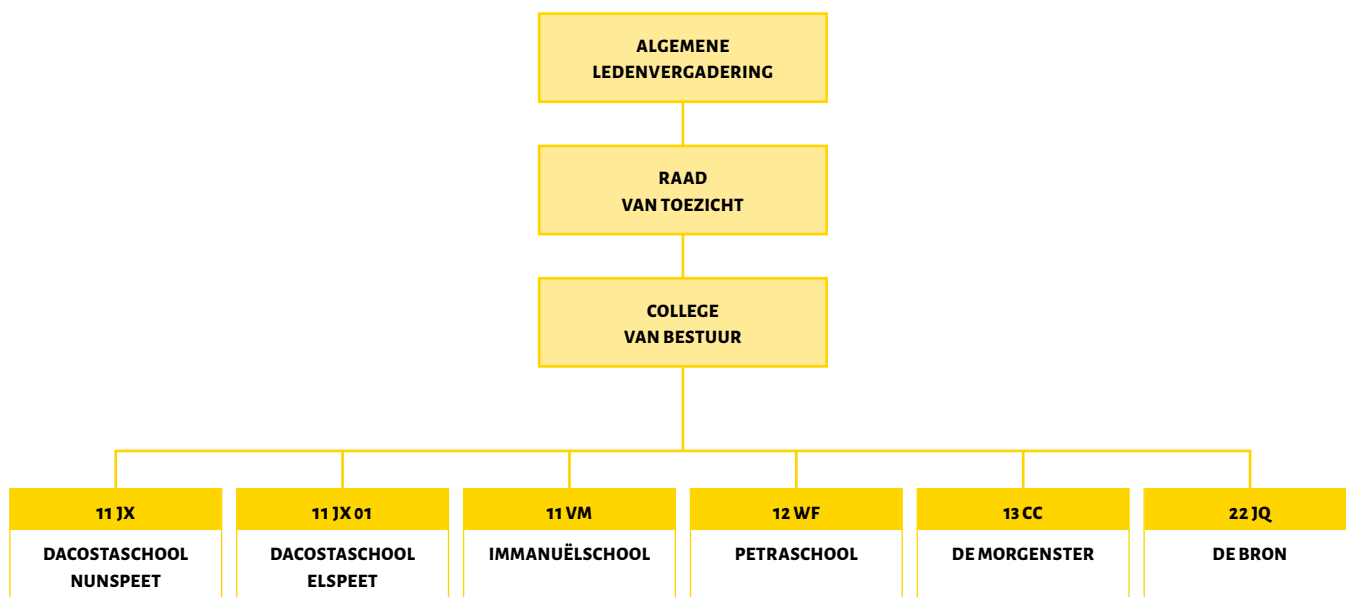 ALGEMENE
LEDENVERGADERING
RAAD
VAN TOEZICHT
COLLEGE
VAN BESTUUR
11 JX
DACOSTASCHOOL
NUNSPEET
11 JX 01
DACOSTASCHOOL
ELSPEET
11 VM
IMMANUËLSCHOOL
12 WF
PETRASCHOOL
13 CC
DE MORGENSTER
22 JQ
DE BRON